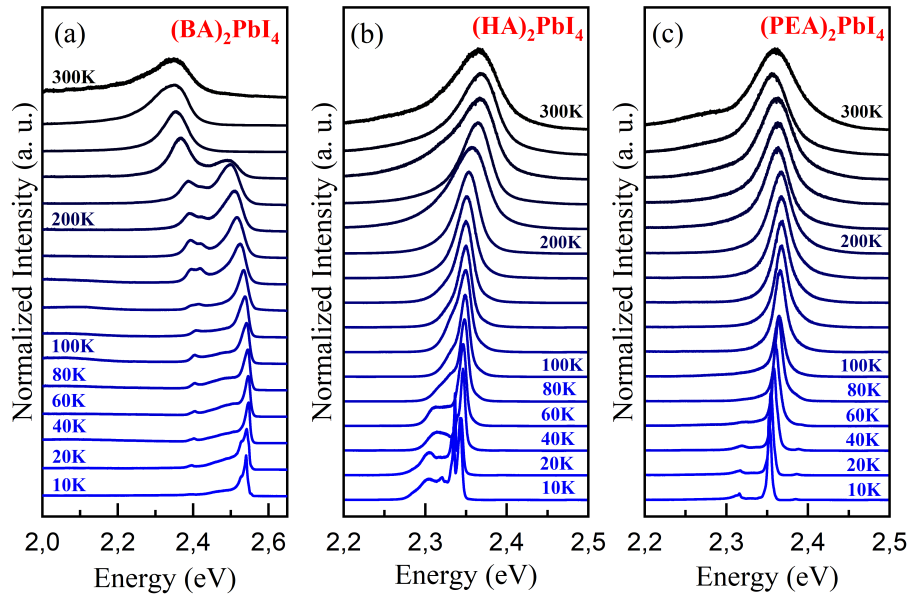 (a) (BA)₂PbI₄
300K
200K
100K
80K
60K
40K
20K
10K
Normalized Intensity (a. u.)
2,0 2,2 2,4 2,6
Energy (eV)
(b) (HA)₂PbI₄
300K
200K
100K
80K
60K
40K
20K
10K
Normalized Intensity (a. u.)
2,2 2,3 2,4 2,5
Energy (eV)
(c) (PEA)₂PbI₄
300K
200K
100K
80K
60K
40K
20K
10K
Normalized Intensity (a. u.)
2,2 2,3 2,4 2,5
Energy (eV)